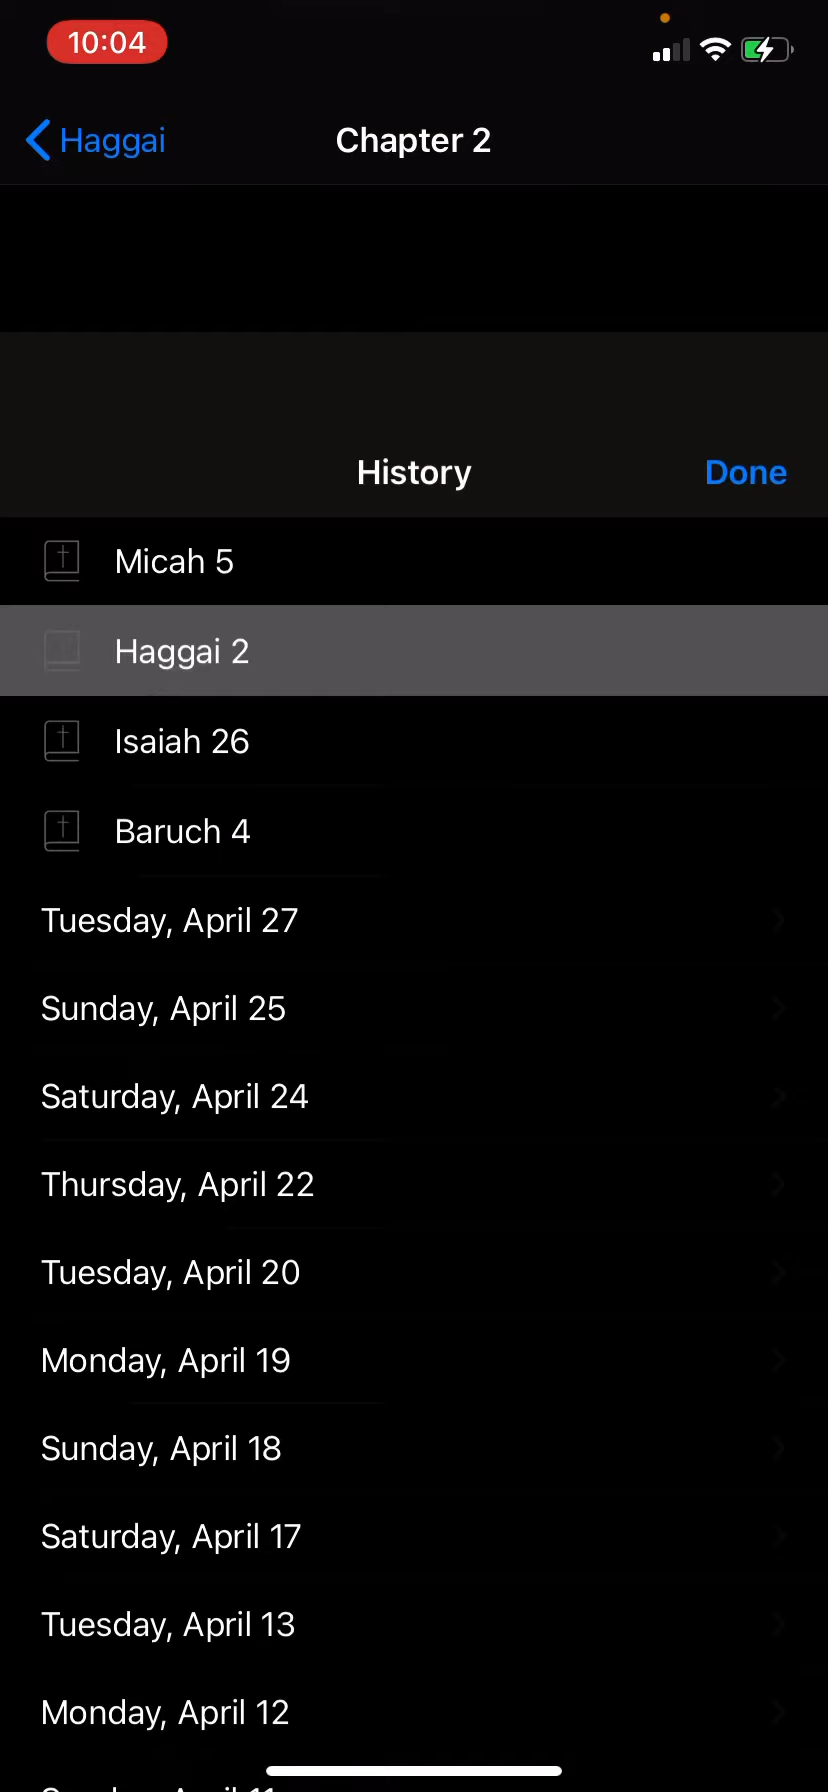 10:04
Haggai
Chapter 2
History
Done
Micah 5
Haggai 2
Isaiah 26
Baruch 4
Tuesday, April 27
Sunday, April 25
Saturday, April 24
Thursday, April 22
Tuesday, April 20
Monday, April 19
Sunday, April 18
Saturday, April 17
Tuesday, April 13
Monday, April 12